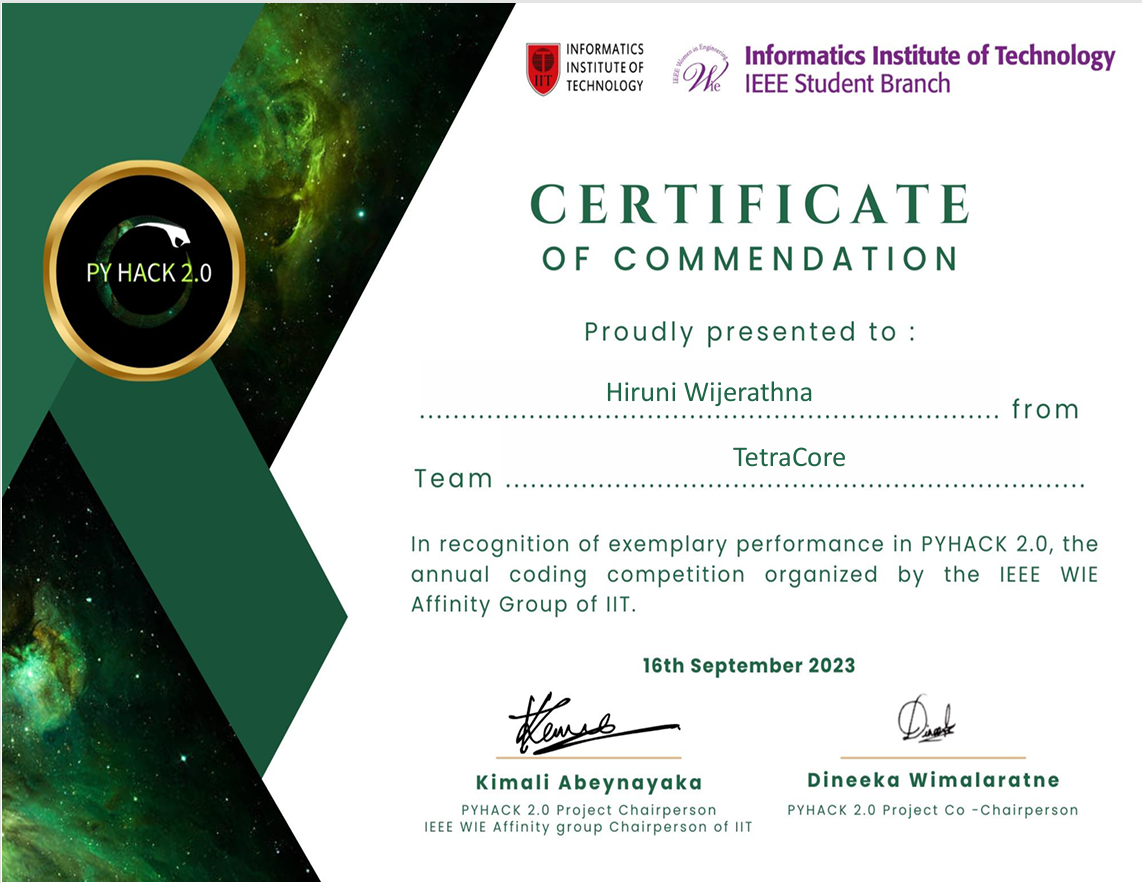 INFORMATICS
INSTITUTE OF
TECHNOLOGY
IIT
IEEE Women in Engineering
Wie
Informatics Institute of Technology
IEEE Student Branch
PY HACK 2.0
CERTIFICATE
OF COMMENDATION
Proudly presented to :
Hiruni Wijerathna
from
TetraCore
Team
In recognition of exemplary performance in PYHACK 2.0, the
annual coding competition organized by the IEEE WIE
Affinity Group of IIT.
16th September 2023
Kimali Abeynayaka
PYHACK 2.0 Project Chairperson
IEEE WIE Affinity group Chairperson of IIT
Dineeka Wimalaratne
PYHACK 2.0 Project Co -Chairperson